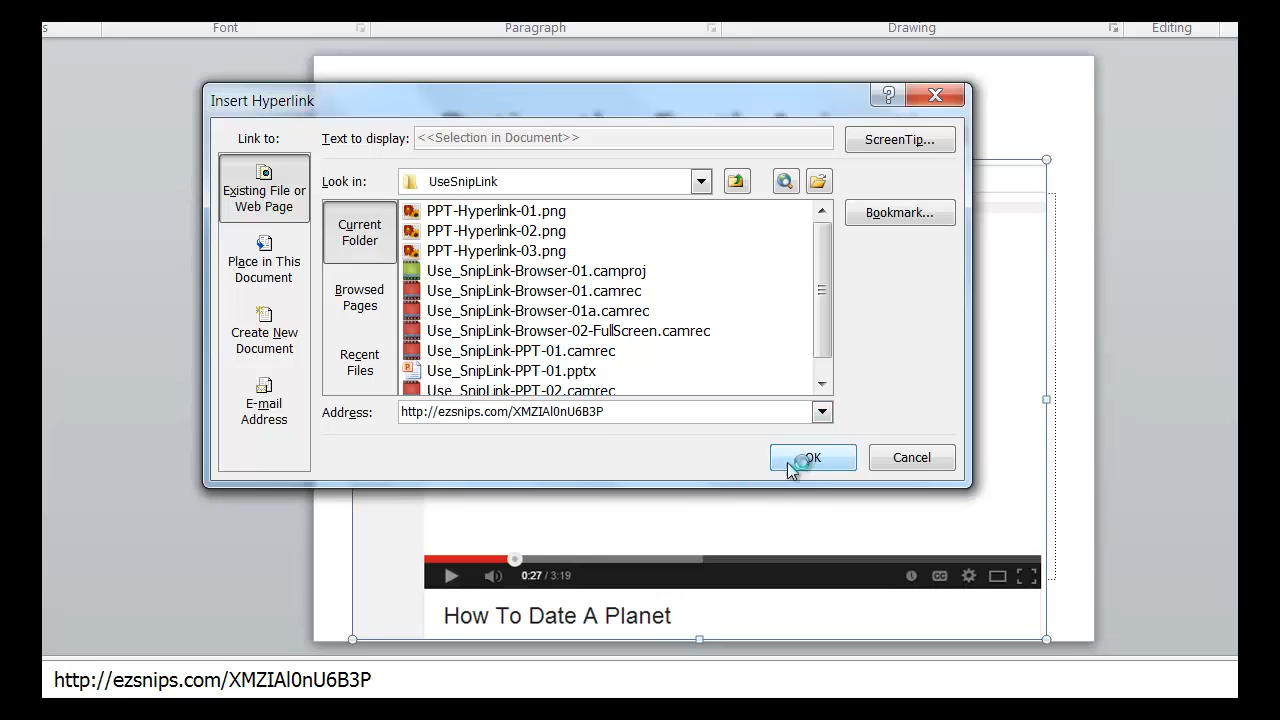 s
Font
Paragraph
Drawing
Editing
Insert Hyperlink
Link to:
Text to display:
<<Selection in Document>>
ScreenTip...
Existing File or
Web Page
Look in:
UseSnipLink
Current
Folder
PPT-Hyperlink-01.png
PPT-Hyperlink-02.png
PPT-Hyperlink-03.png
Use_SnipLink-Browser-01.camproj
Use_SnipLink-Browser-01.camrec
Use_SnipLink-Browser-01a.camrec
Use_SnipLink-Browser-02-FullScreen.camrec
Use_SnipLink-PPT-01.camrec
Use_SnipLink-PPT-01.pptx
Use_SnipLink-PPT-02.camrec
Bookmark...
Place in This
Document
Browsed
Pages
Create New
Document
Recent
Files
E-mail
Address
Address:
http://ezsnips.com/XMZIAl0nU6B3P
OK
Cancel
0:27 / 3:19
CC
How To Date A Planet
http://ezsnips.com/XMZIAl0nU6B3P